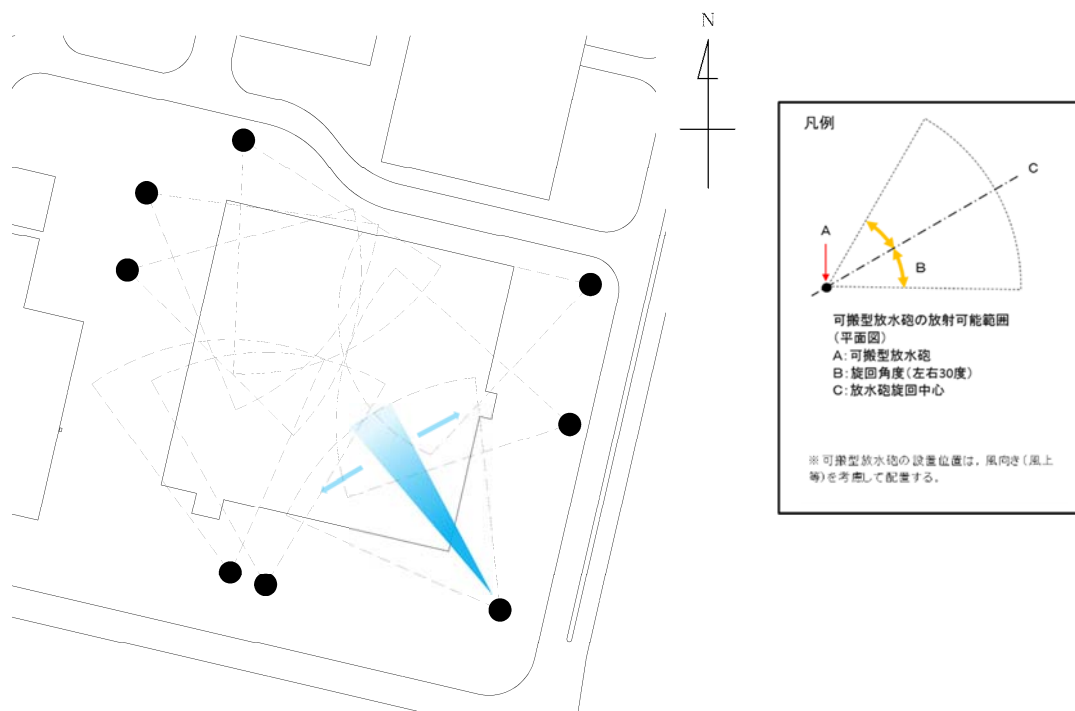 N
凡例
C
A
B
可搬型放水砲の放射可能範囲
（平面図）
A：可搬型放水砲
B：旋回角度（左右30度）
C：放水砲旋回中心
※可搬型放水砲の設置位置は，風向き（風上
等）を考慮して配置する。